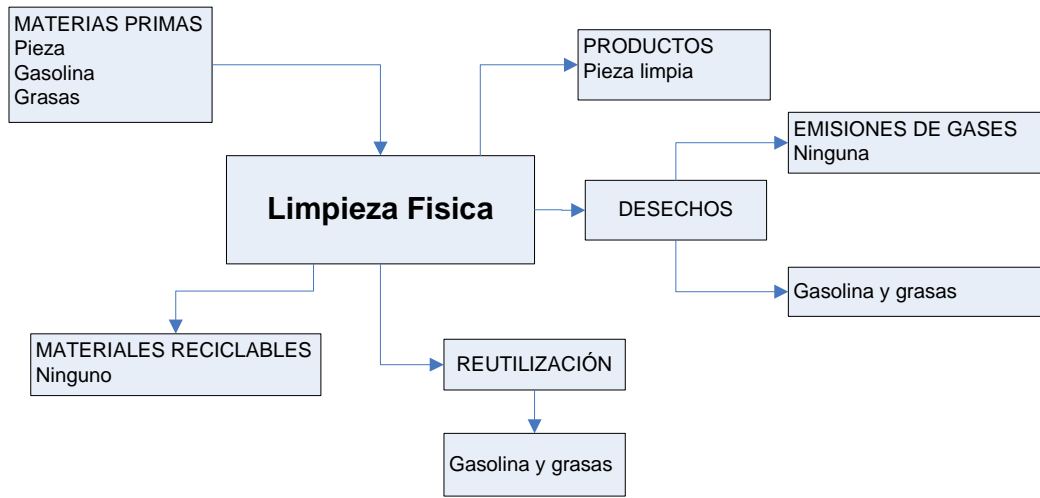 MATERIAS PRIMAS
Pieza
Gasolina
Grasas
PRODUCTOS
Pieza limpia
EMISIONES DE GASES
Ninguna
Limpieza Fisica
DESECHOS
Gasolina y grasas
MATERIALES RECICLABLES
Ninguno
REUTILIZACIÓN
Gasolina y grasas